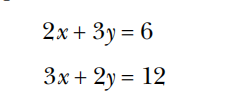 2x + 3y = 6
3x + 2y = 12